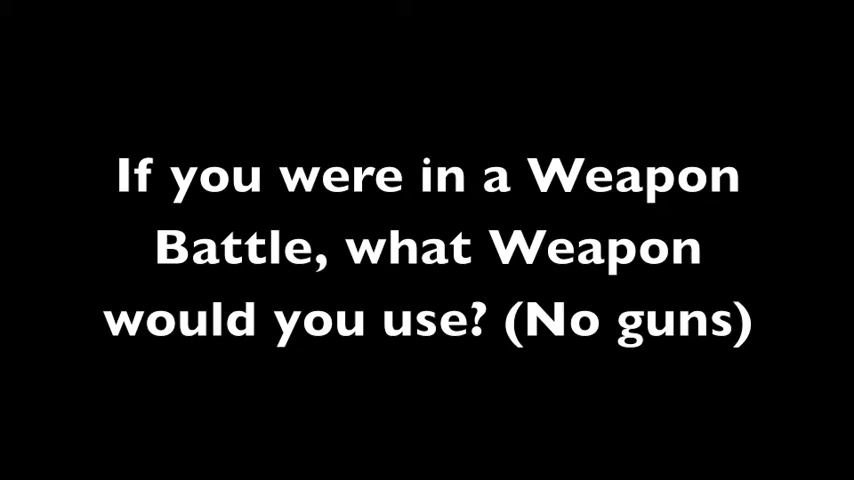 If you were in a Weapon
Battle, what Weapon
would you use? (No guns)